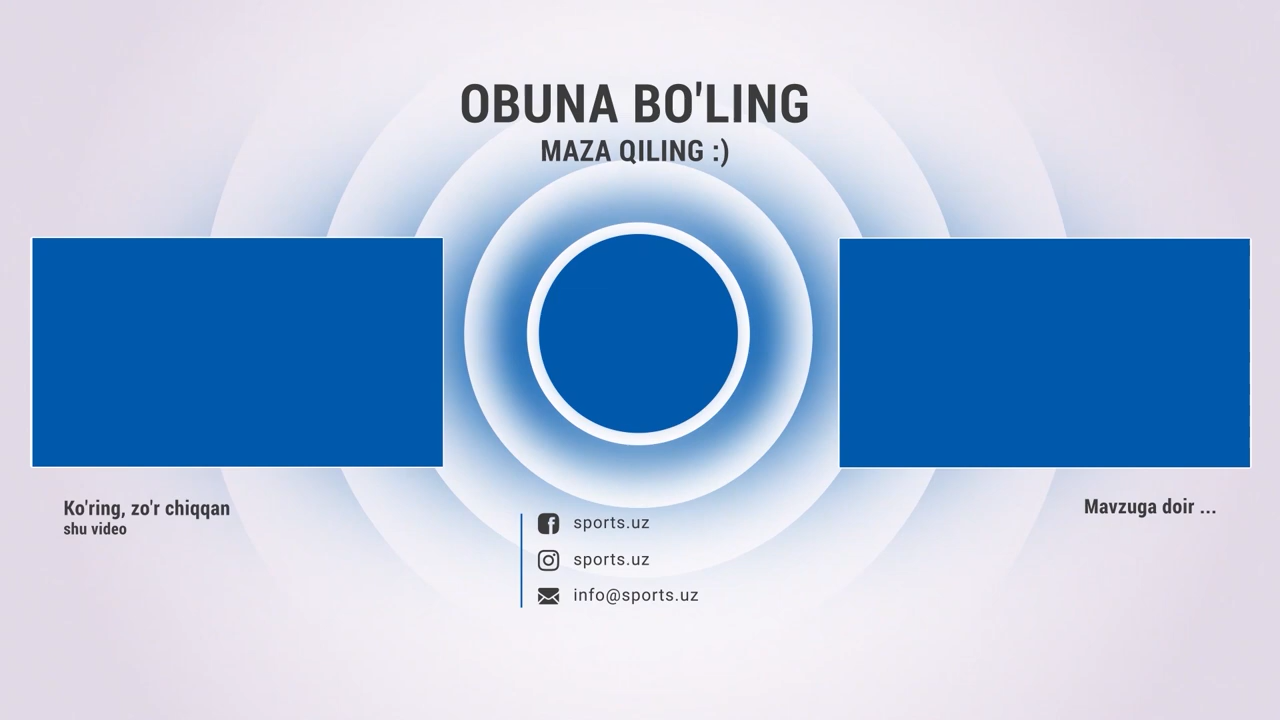 OBUNA BO'LING
MAZA QILING :)
Ko'ring, zo'r chiqqan
shu video
Mavzuga doir ...
sports.uz
sports.uz
info@sports.uz